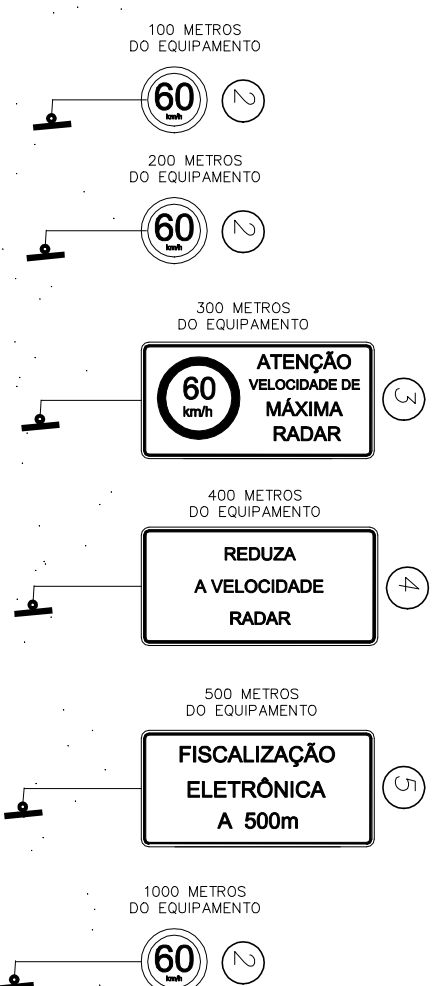 100 METROS
DO EQUIPAMENTO
60
km/h
2
200 METROS
DO EQUIPAMENTO
60
km/h
2
300 METROS
DO EQUIPAMENTO
60
km/h
ATENÇÃO
VELOCIDADE DE
MÁXIMA
RADAR
3
400 METROS
DO EQUIPAMENTO
REDUZA
A VELOCIDADE
RADAR
4
500 METROS
DO EQUIPAMENTO
FISCALIZAÇÃO
ELETRÔNICA
A 500m
5
1000 METROS
DO EQUIPAMENTO
60
km/h
2